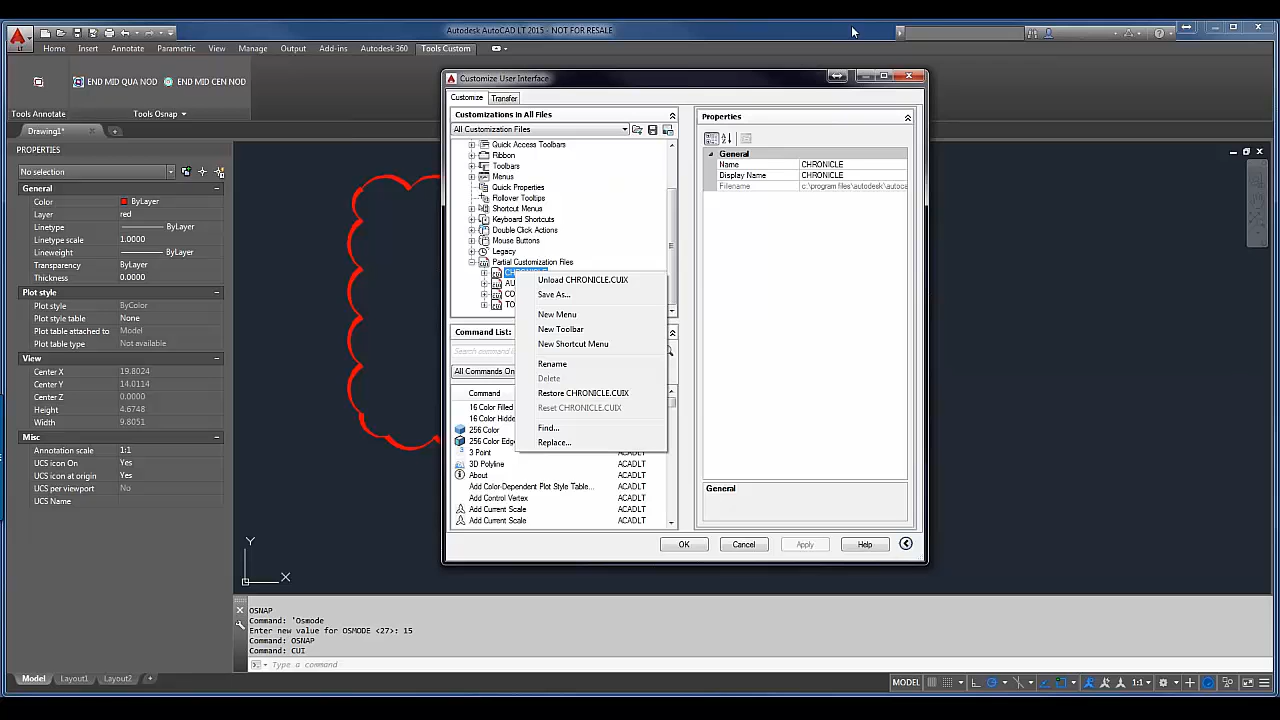 Autodesk AutoCAD LT 2015 - NOT FOR RESALE
LT
Home Insert Annotate Parametric View Manage Output Add-ins Autodesk 360 Tools Custom
END MID QUA NOD END MID CEN NOD
Tools Annotate Tools Osnap
Drawing1*
PROPERTIES
No selection
General
Color ByLayer
Layer red
Linetype ByLayer
Linetype scale 1.0000
Lineweight ByLayer
Transparency ByLayer
Thickness 0.0000
Plot style
Plot style ByColor
Plot style table None
Plot table attached to Model
Plot table type Not available
View
Center X 19.8024
Center Y 14.0114
Center Z 0.0000
Height 4.6748
Width 9.8051
Misc
Annotation scale 1:1
UCS icon On Yes
UCS icon at origin Yes
UCS per viewport No
UCS Name
Customize User Interface
Customize Transfer
Customizations in All Files
All Customization Files
Quick Access Toolbars
Ribbon
Toolbars
Menus
Quick Properties
Rollover Tooltips
Shortcut Menus
Keyboard Shortcuts
Double Click Actions
Mouse Buttons
Legacy
Partial Customization Files
CHRONICLE
AU
CO
TO
Unload CHRONICLE.CUIX
Save As...
New Menu
New Toolbar
New Shortcut Menu
Rename
Delete
Restore CHRONICLE.CUIX
Reset CHRONICLE.CUIX
Find...
Replace...
Command List:
Search command l
All Commands On
Command
16 Color Filled
16 Color Hidde
256 Color
256 Color Edg
3 Point ACADLT
3D Polyline ACADLT
About ACADLT
Add Color-Dependent Plot Style Table... ACADLT
Add Control Vertex ACADLT
Add Current Scale ACADLT
Add Current Scale ACADLT
Properties
General
Name CHRONICLE
Display Name CHRONICLE
Filename c:\program files\autodesk\autoca
General
OK Cancel Apply Help
Y
X
OSNAP
Command: 'Osmode
Enter new value for OSMODE <27>: 15
Command: OSNAP
Command: CUI
Type a command
Model Layout1 Layout2 +
MODEL 1:1